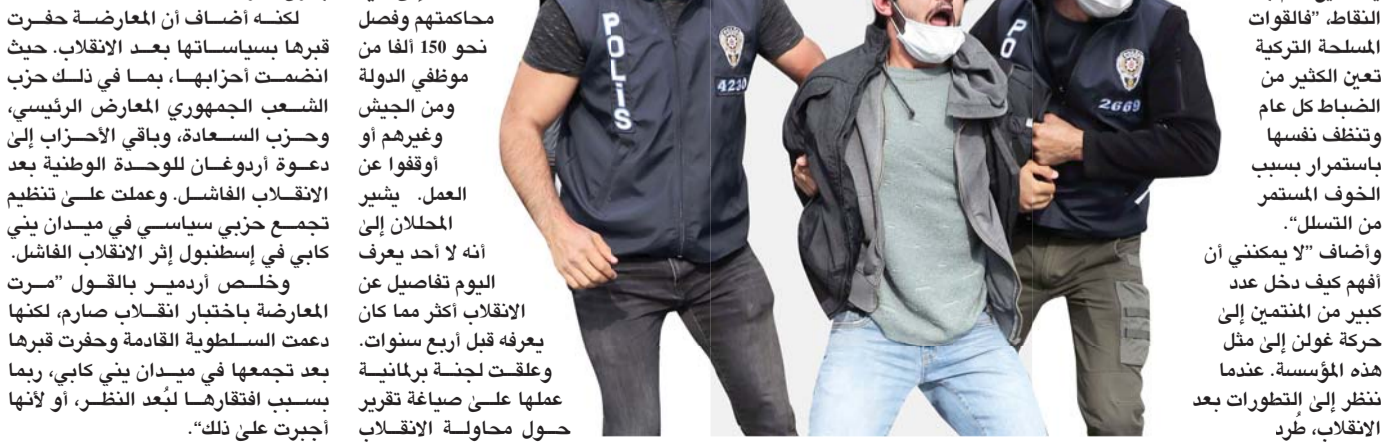 النقاط، ”فالقوات
المسلحة التركية
تعين الكثير من
الضباط كل عام
وتنظف نفسها
باستمرار بسبب
الخوف المستمر
من التسلل“.
وأضاف ”لا يمكنني أن
أفهم كيف دخل عدد
كبير من المنتمين إلىٰ
حركة غولن إلىٰ مثل
هذه المؤسسة. عندما
ننظر إلىٰ التطورات بعد
الانقلاب، طُرد
PO
2669
POLİS
4230
محاكمتهم وفصل
نحو 150 ألفا من
موظفي الدولة
ومن الجيش
وغيرهم أو
أوقفوا عن
العمل. يشير
المحللان إلىٰ
أنه لا أحد يعرف
اليوم تفاصيل عن
الانقلاب أكثر مما كان
يعرفه قبل أربع سنوات.
وعلقت لجنة برلمانية
عملها علىٰ صياغة تقرير
حول محاولة الانقلاب
لكنه أضاف أن المعارضة حفرت
قبرها بسياساتها بعد الانقلاب. حيث
انضمت أحزابها، بما في ذلك حزب
الشعب الجمهوري المعارض الرئيسي،
وحزب السعادة، وباقي الأحزاب إلىٰ
دعوة أردوغان للوحدة الوطنية بعد
الانقلاب الفاشل. وعملت علىٰ تنظيم
تجمع حزبي سياسي في ميدان يني
كابي في إسطنبول إثر الانقلاب الفاشل.
وخلص أردمير بالقول ”مرت
المعارضة باختبار انقلاب صارم، لكنها
دعمت السلطوية القادمة وحفرت قبرها
بعد تجمعها في ميدان يني كابي، ربما
بسبب افتقارها لبُعد النظر، أو لأنها
أجبرت علىٰ ذلك“.